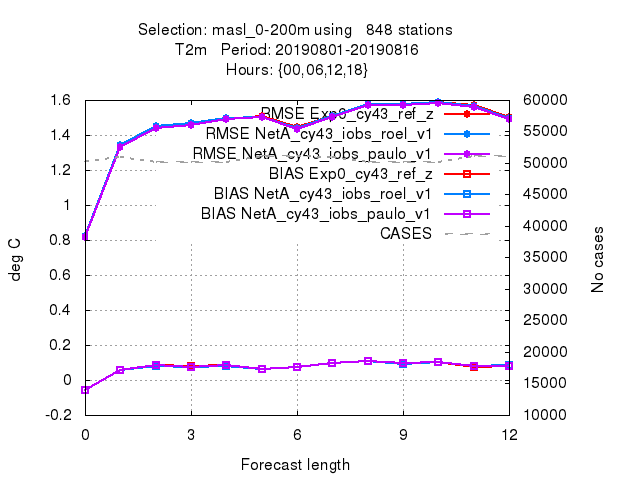 Selection: masl_0-200m using 848 stations
T2m Period: 20190801-20190816
Hours: {00,06,12,18}
1.6
1.4
1.2
1
0.8
0.6
0.4
0.2
0
-0.2
deg C
RMSE Exp0_cy43_ref_z
RMSE NetA_cy43_iobs_roel_v1
RMSE NetA_cy43_iobs_paulo_v1
BIAS Exp0_cy43_ref_z
BIAS NetA_cy43_iobs_roel_v1
BIAS NetA_cy43_iobs_paulo_v1
CASES
60000
55000
50000
45000
40000
35000
30000
25000
20000
15000
10000
No cases
0 3 6 9 12
Forecast length